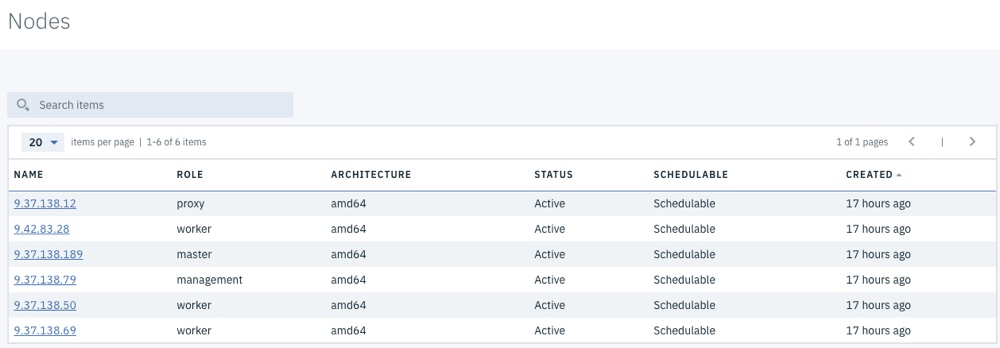 Nodes
Search items
20 items per page | 1-6 of 6 items 1 of 1 pages |
NAME ROLE ARCHITECTURE STATUS SCHEDULABLE CREATED
9.37.138.12 proxy amd64 Active Schedulable 17 hours ago
9.42.83.28 worker amd64 Active Schedulable 17 hours ago
9.37.138.189 master amd64 Active Schedulable 17 hours ago
9.37.138.79 management amd64 Active Schedulable 17 hours ago
9.37.138.50 worker amd64 Active Schedulable 17 hours ago
9.37.138.69 worker amd64 Active Schedulable 17 hours ago